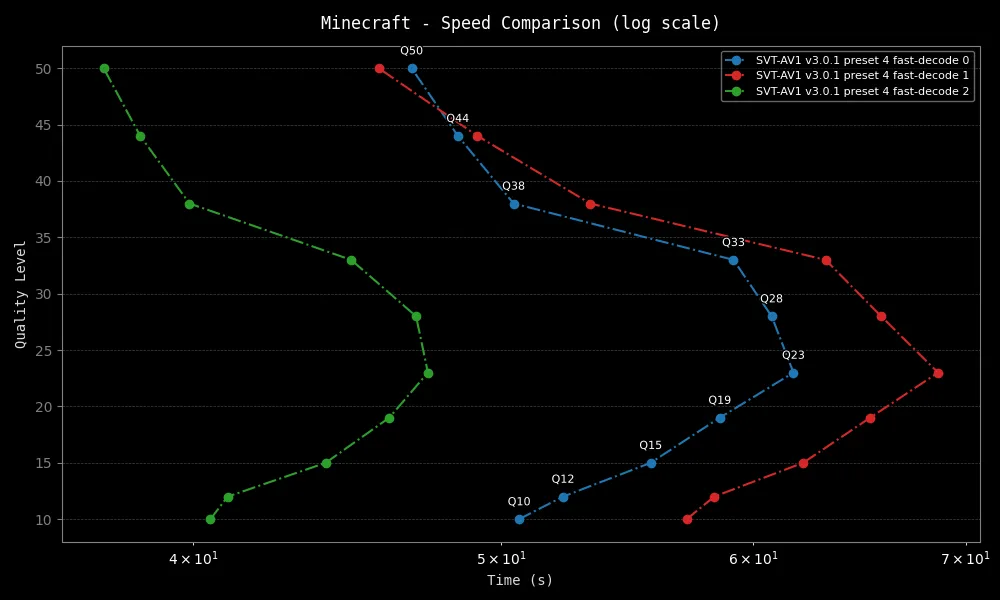 Minecraft - Speed Comparison (log scale)
SVT-AV1 v3.0.1 preset 4 fast-decode 0
SVT-AV1 v3.0.1 preset 4 fast-decode 1
SVT-AV1 v3.0.1 preset 4 fast-decode 2
Quality Level
50
45
40
35
30
25
20
15
10
Q50
Q44
Q38
Q33
Q28
Q23
Q19
Q15
Q12
Q10
4 × 10¹
5 × 10¹
6 × 10¹
7 × 10¹
Time (s)